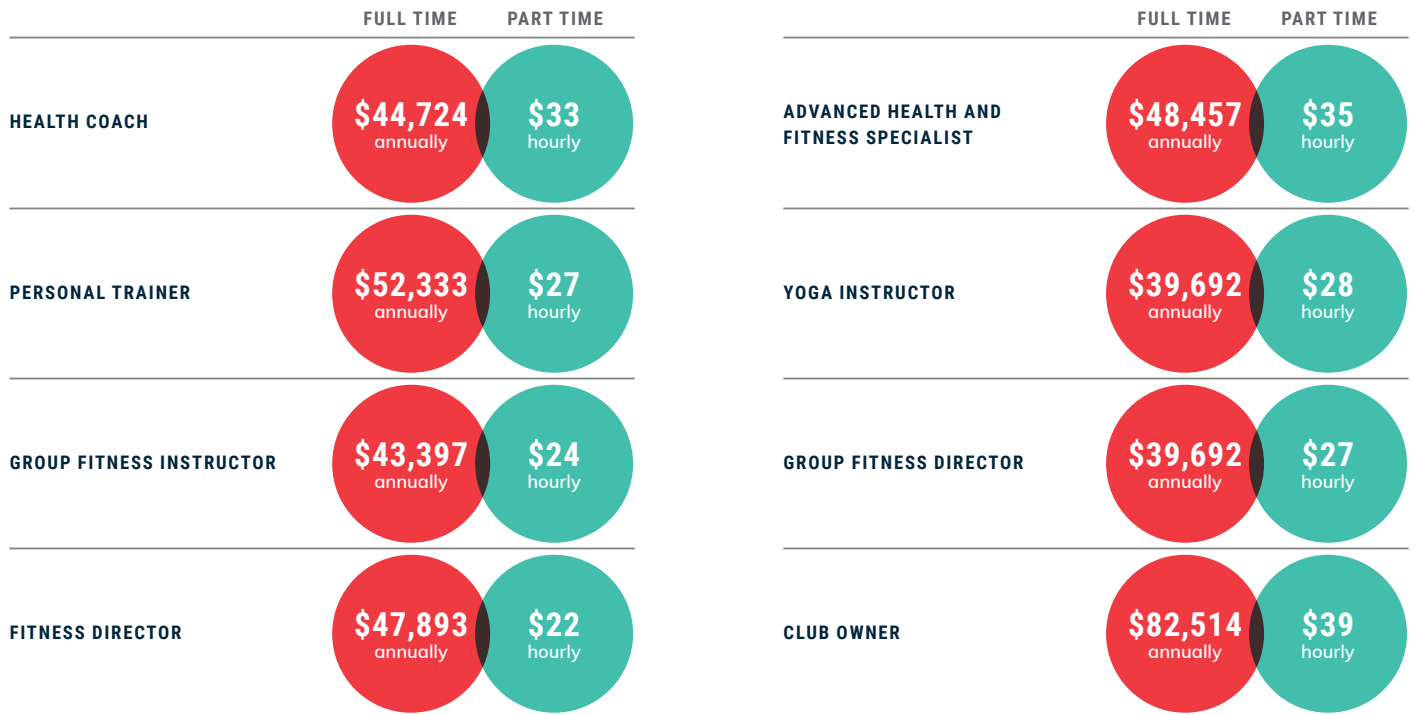 FULL TIME PART TIME
HEALTH COACH $44,724 $33
annually hourly
PERSONAL TRAINER $52,333 $27
annually hourly
GROUP FITNESS INSTRUCTOR $43,397 $24
annually hourly
FITNESS DIRECTOR $47,893 $22
annually hourly
FULL TIME PART TIME
ADVANCED HEALTH AND
FITNESS SPECIALIST
$48,457 $35
annually hourly
YOGA INSTRUCTOR $39,692 $28
annually hourly
GROUP FITNESS DIRECTOR $39,692 $27
annually hourly
CLUB OWNER $82,514 $39
annually hourly